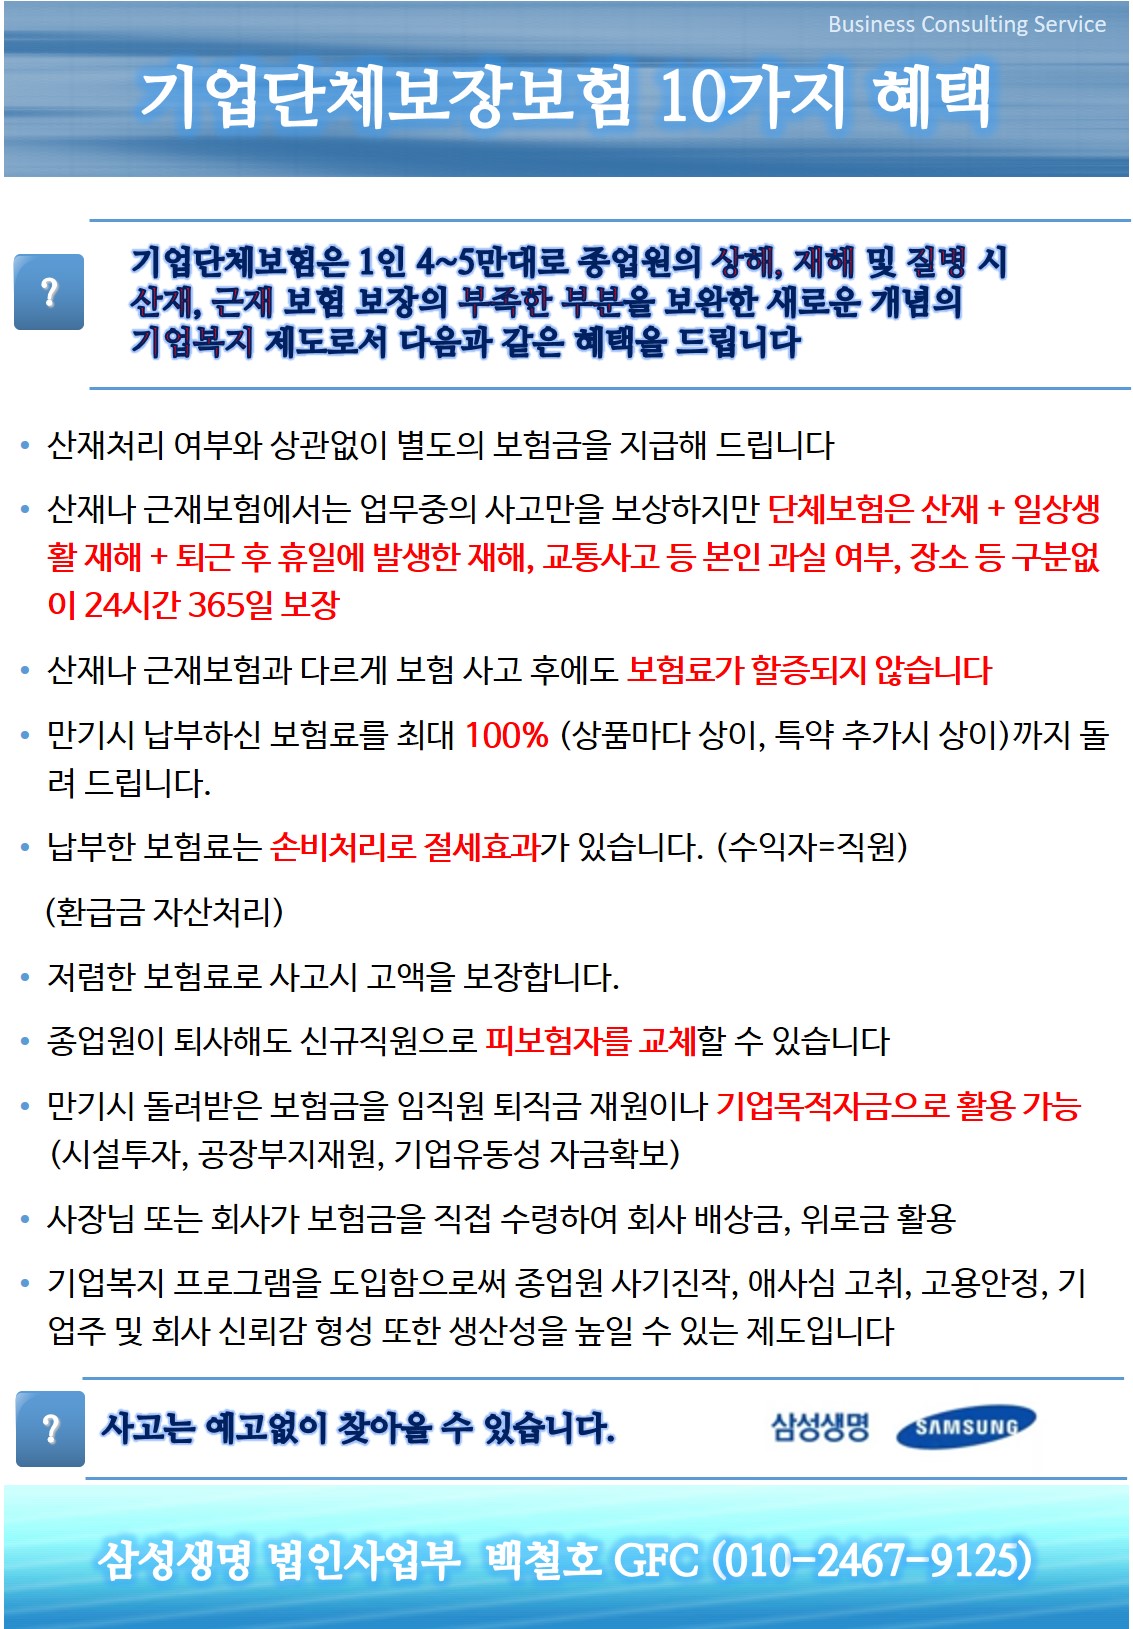 Business Consulting Service
기업단체보장보험 10가지 혜택
?
기업단체보험은 1인 4~5만대로 종업원의 상해, 재해 및 질병 시
산재, 근재 보험 보장의 부족한 부분을 보완한 새로운 개념의
기업복지 제도로서 다음과 같은 혜택을 드립니다
• 산재처리 여부와 상관없이 별도의 보험금을 지급해 드립니다
• 산재나 근재보험에서는 업무중의 사고만을 보상하지만 단체보험은 산재 + 일상생
활 재해 + 퇴근 후 휴일에 발생한 재해, 교통사고 등 본인 과실 여부, 장소 등 구분없
이 24시간 365일 보장
• 산재나 근재보험과 다르게 보험 사고 후에도 보험료가 할증되지 않습니다
• 만기시 납부하신 보험료를 최대 100% (상품마다 상이, 특약 추가시 상이)까지 돌
려 드립니다.
• 납부한 보험료는 손비처리로 절세효과가 있습니다. (수익자=직원)
(환급금 자산처리)
• 저렴한 보험료로 사고시 고액을 보장합니다.
• 종업원이 퇴사해도 신규직원으로 피보험자를 교체할 수 있습니다
• 만기시 돌려받은 보험금을 임직원 퇴직금 재원이나 기업목적자금으로 활용 가능
(시설투자, 공장부지재원, 기업유동성 자금확보)
• 사장님 또는 회사가 보험금을 직접 수령하여 회사 배상금, 위로금 활용
• 기업복지 프로그램을 도입함으로써 종업원 사기진작, 애사심 고취, 고용안정, 기
업주 및 회사 신뢰감 형성 또한 생산성을 높일 수 있는 제도입니다
?
사고는 예고없이 찾아올 수 있습니다.
삼성생명 SAMSUNG
삼성생명 법인사업부 백철호 GFC (010-2467-9125)